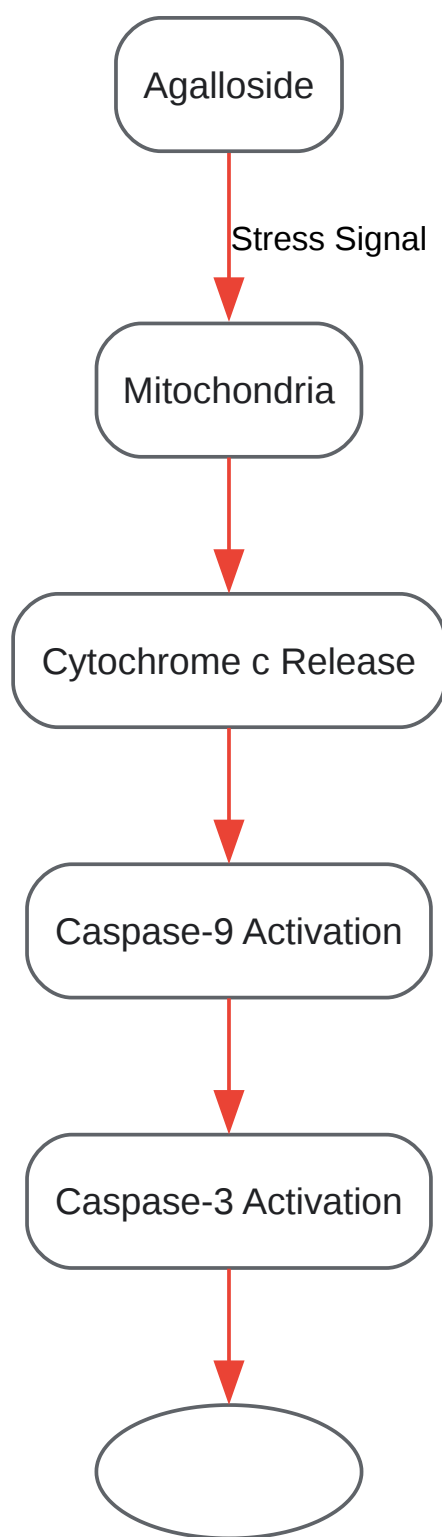 Agalloside
Stress Signal
Mitochondria
Cytochrome c Release
Caspase-9 Activation
Caspase-3 Activation